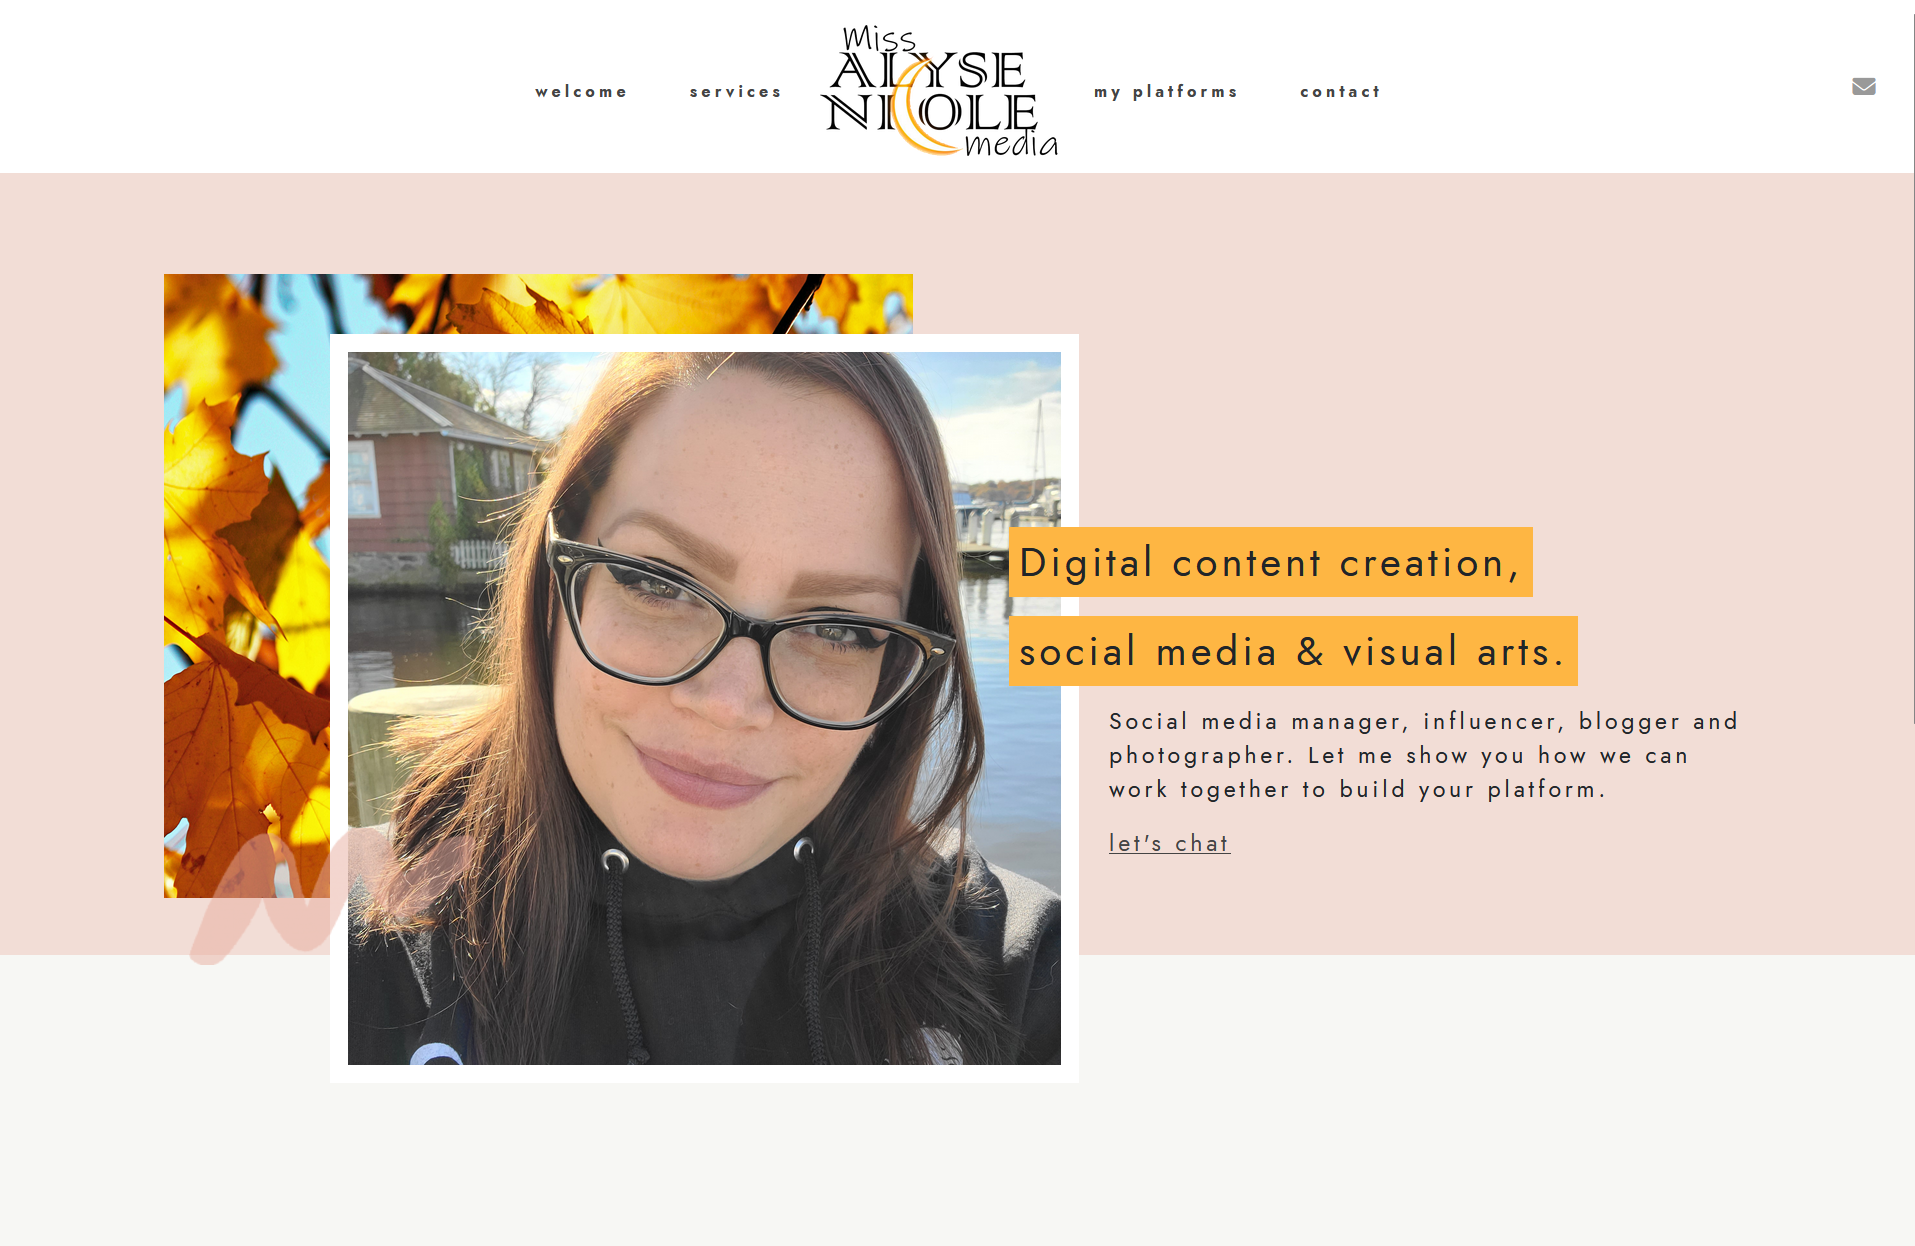 welcome
services
Miss
ALYSE
NICOLE
media
my platforms
contact
Digital content creation,
social media & visual arts.
Social media manager, influencer, blogger and
photographer. Let me show you how we can
work together to build your platform.
let's chat